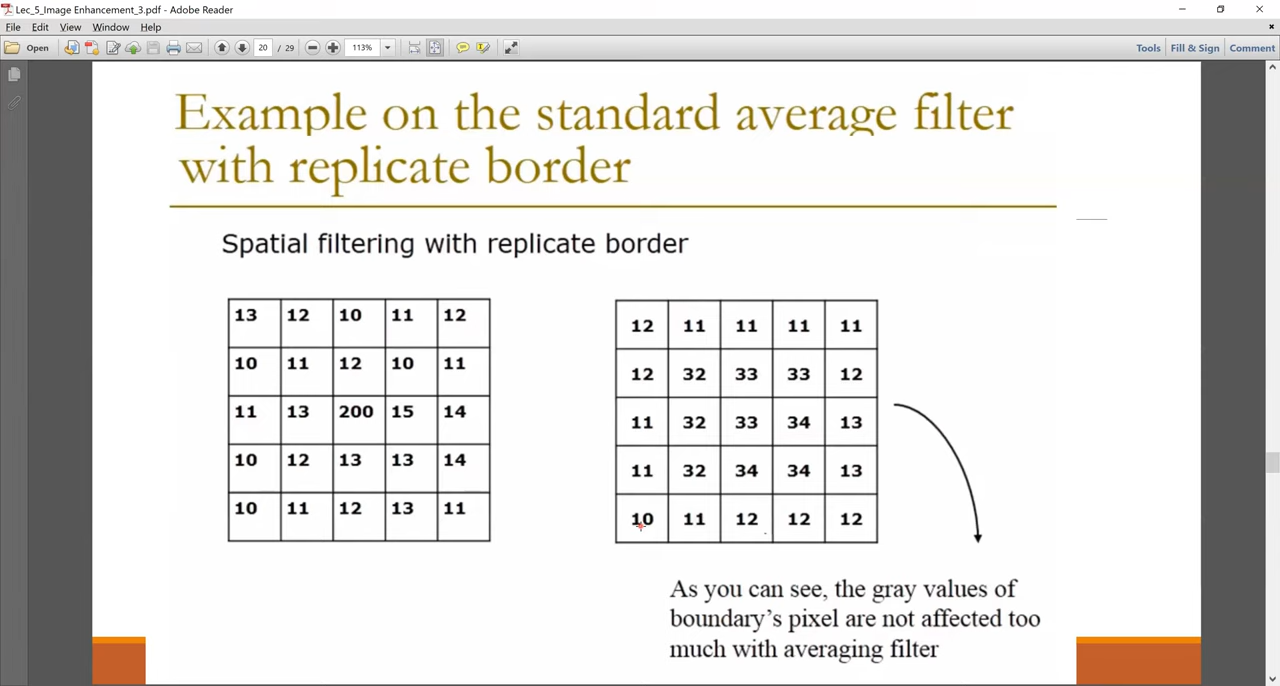 Lec_5_Image Enhancement_3.pdf - Adobe Reader
File Edit View Window Help
Open 20 / 29 113% Tools Fill & Sign Comment
Example on the standard average filter
with replicate border
Spatial filtering with replicate border
13 12 10 11 12
10 11 12 10 11
11 13 200 15 14
10 12 13 13 14
10 11 12 13 11
12 11 11 11 11
12 32 33 33 12
11 32 33 34 13
11 32 34 34 13
10 11 12 12 12
As you can see, the gray values of
boundary's pixel are not affected too
much with averaging filter